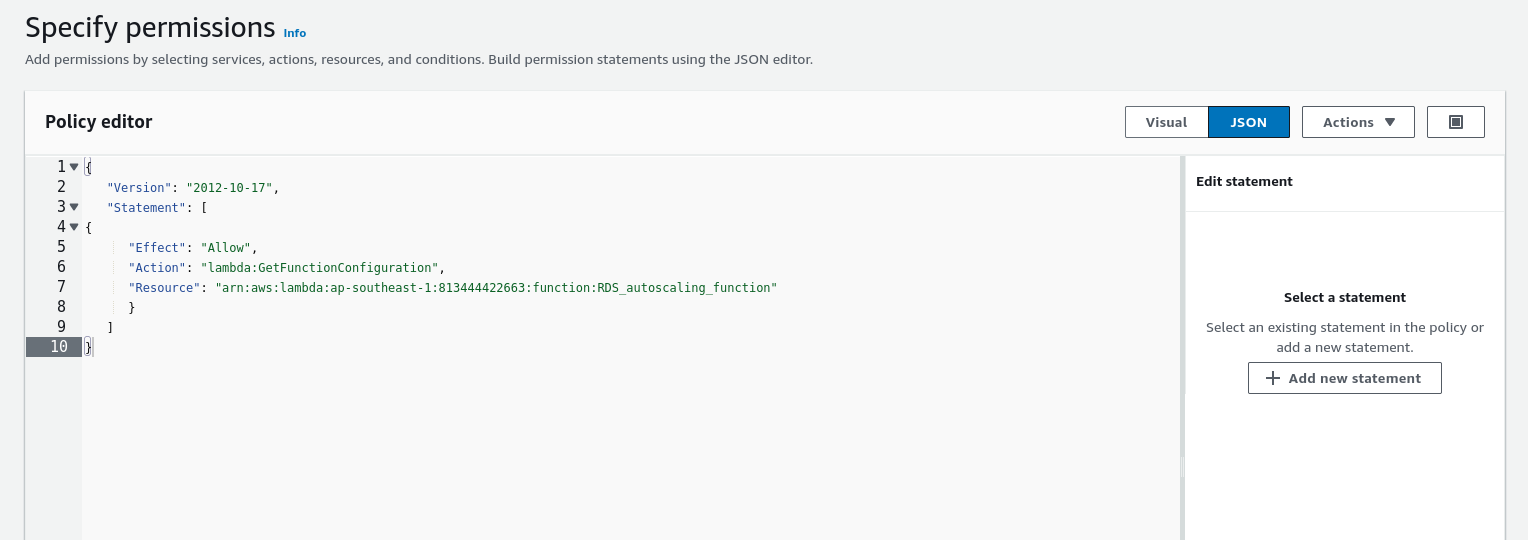 Specify permissions Info
Add permissions by selecting services, actions, resources, and conditions. Build permission statements using the JSON editor.
Policy editor
Visual JSON Actions
1 {
2 "Version": "2012-10-17",
3 "Statement": [
4 {
5 "Effect": "Allow",
6 "Action": "lambda:GetFunctionConfiguration",
7 "Resource": "arn:aws:lambda:ap-southeast-1:813444422663:function:RDS_autoscaling_function"
8 }
9 ]
10 }
Edit statement
Select a statement
Select an existing statement in the policy or
add a new statement.
Add new statement